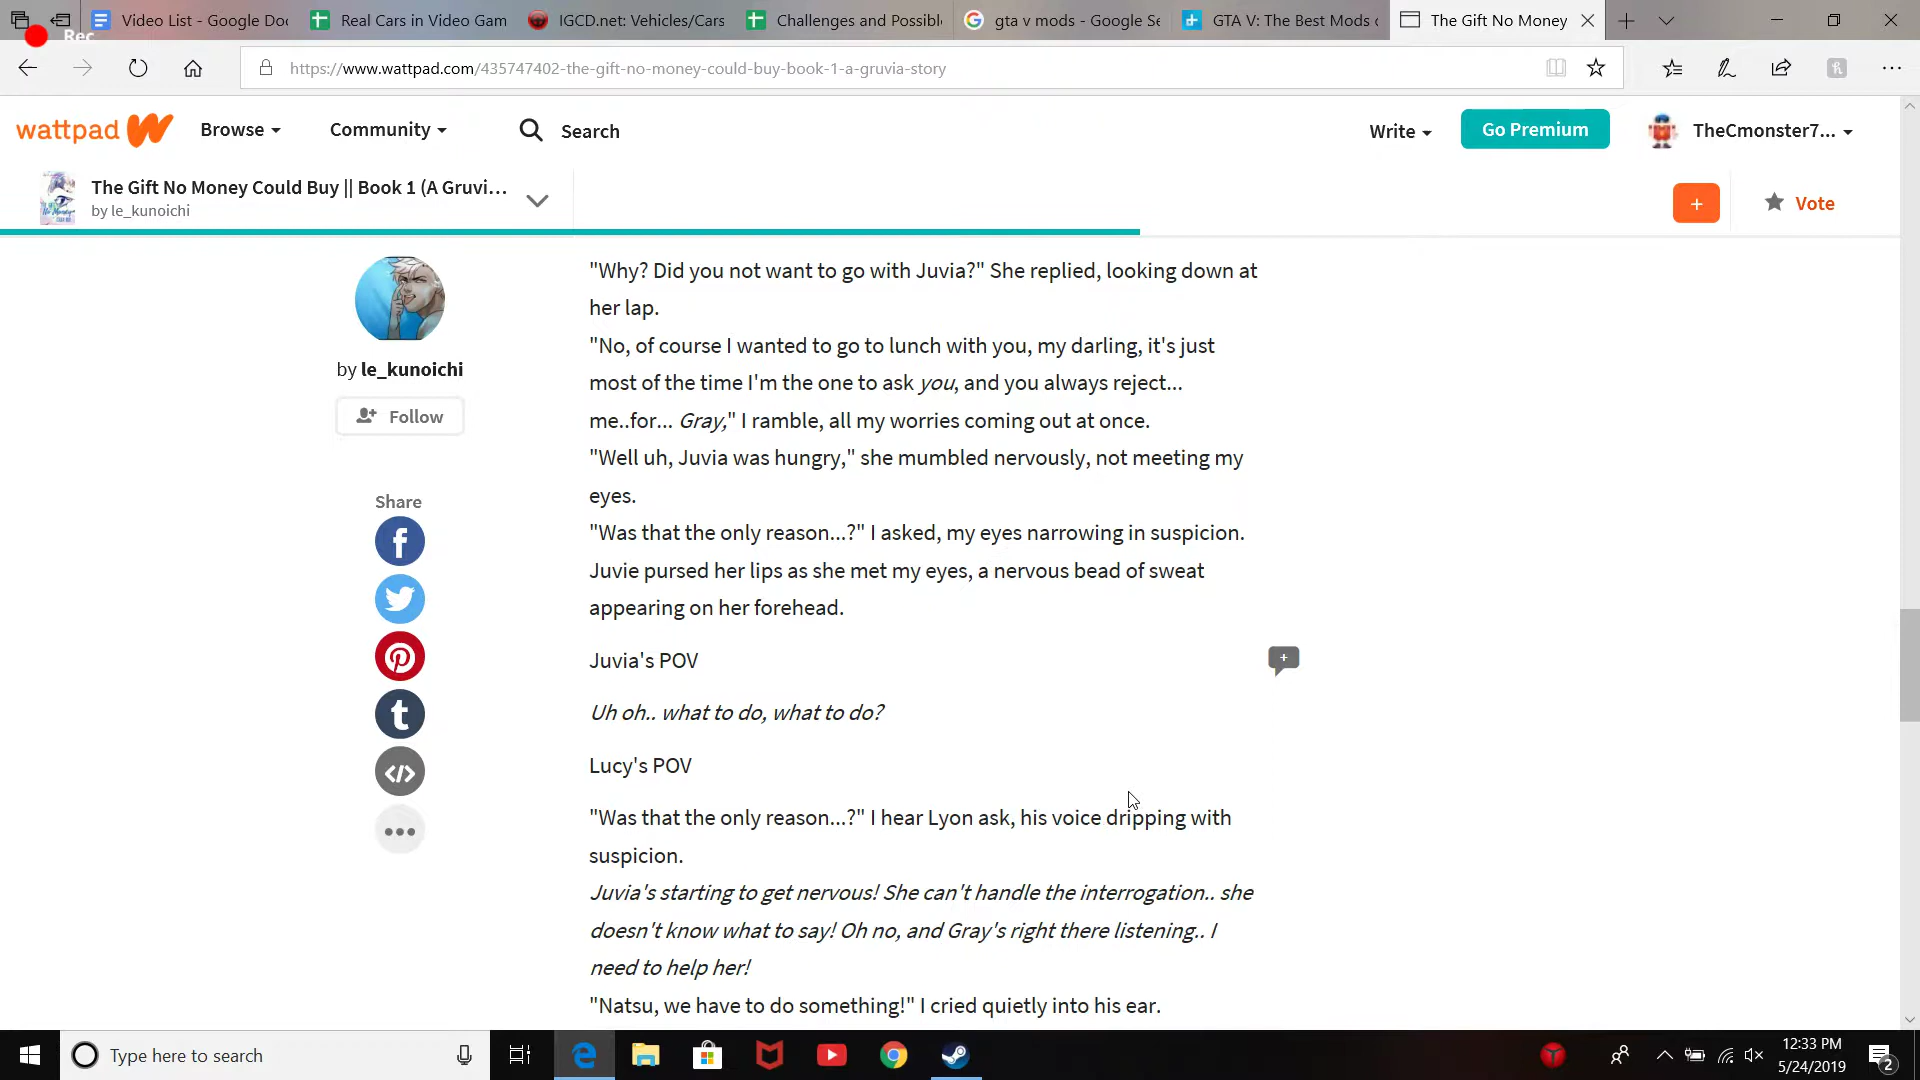 Video List - Google Doc
Real Cars in Video Gam
IGCD.net: Vehicles/Cars
Challenges and Possibl
gta v mods - Google Se
GTA V: The Best Mods
The Gift No Money
Rec
https://www.wattpad.com/435747402-the-gift-no-money-could-buy-book-1-a-gruvia-story
wattpad
Browse
Community
Search
Write
Go Premium
TheCmonster7...
The Gift No Money Could Buy || Book 1 (A Gruvi...
by le_kunoichi
+
Vote
by le_kunoichi
Follow
Share
"Why? Did you not want to go with Juvia?" She replied, looking down at
her lap.
"No, of course I wanted to go to lunch with you, my darling, it's just
most of the time I'm the one to ask you, and you always reject...
me..for... Gray," I ramble, all my worries coming out at once.
"Well uh, Juvia was hungry," she mumbled nervously, not meeting my
eyes.
"Was that the only reason...?" I asked, my eyes narrowing in suspicion.
Juvie pursed her lips as she met my eyes, a nervous bead of sweat
appearing on her forehead.
Juvia's POV
Uh oh.. what to do, what to do?
Lucy's POV
"Was that the only reason...?" I hear Lyon ask, his voice dripping with
suspicion.
Juvia's starting to get nervous! She can't handle the interrogation.. she
doesn't know what to say! Oh no, and Gray's right there listening.. I
need to help her!
"Natsu, we have to do something!" I cried quietly into his ear.
Type here to search
12:33 PM
5/24/2019
2